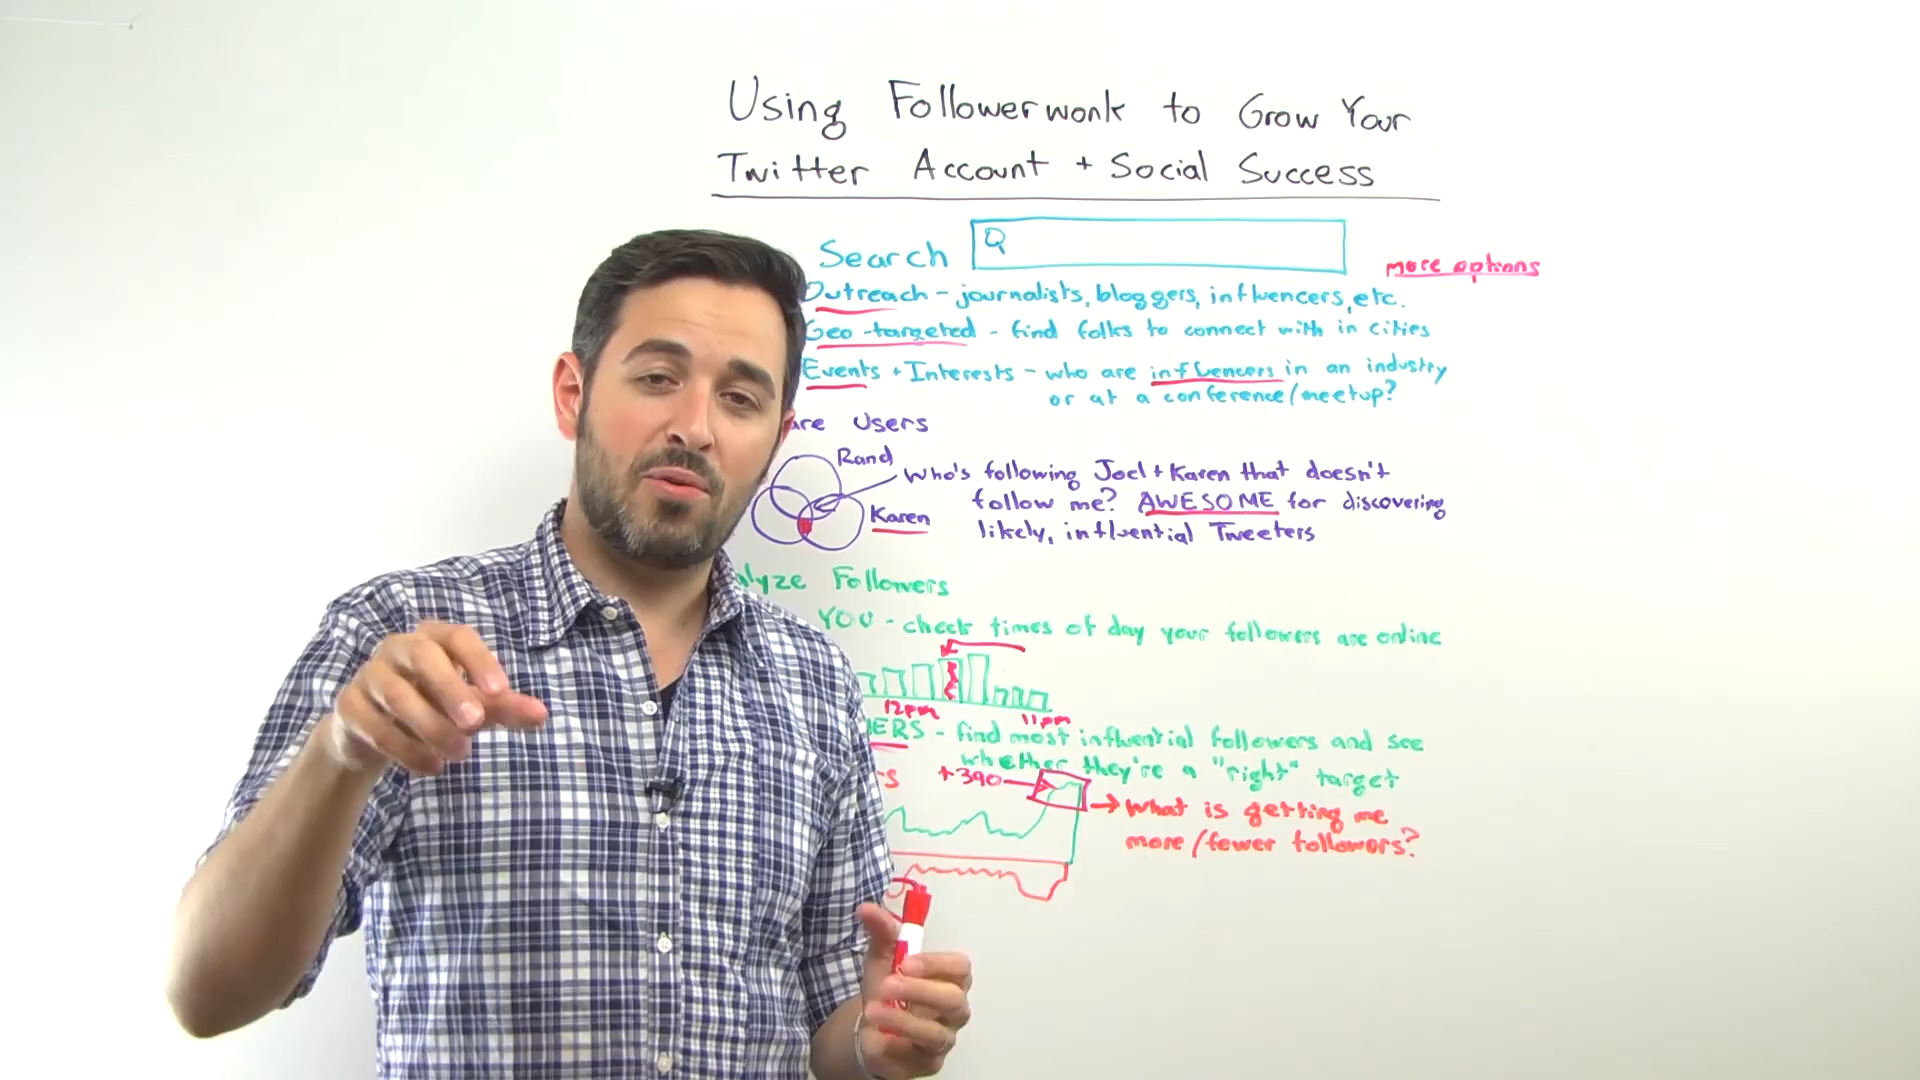 Using Followerwonk to Grow Your
Twitter Account + Social Success
Search
more options
Outreach - journalists, bloggers, influencers, etc.
Geo-targeted - find folks to connect with in cities
Events + Interests - who are influencers in an industry
or at a conference/meetup?
are Users
Rand
Karen
Who's following Joel + Karen that doesn't
follow me? AWESOME for discovering
likely, influential Tweeters
lyze Followers
YOU - check times of day your followers are online
12pm
11pm
ERS - find most influential followers and see
whether they're a "right" target
+390
What is getting me
more/fewer followers?